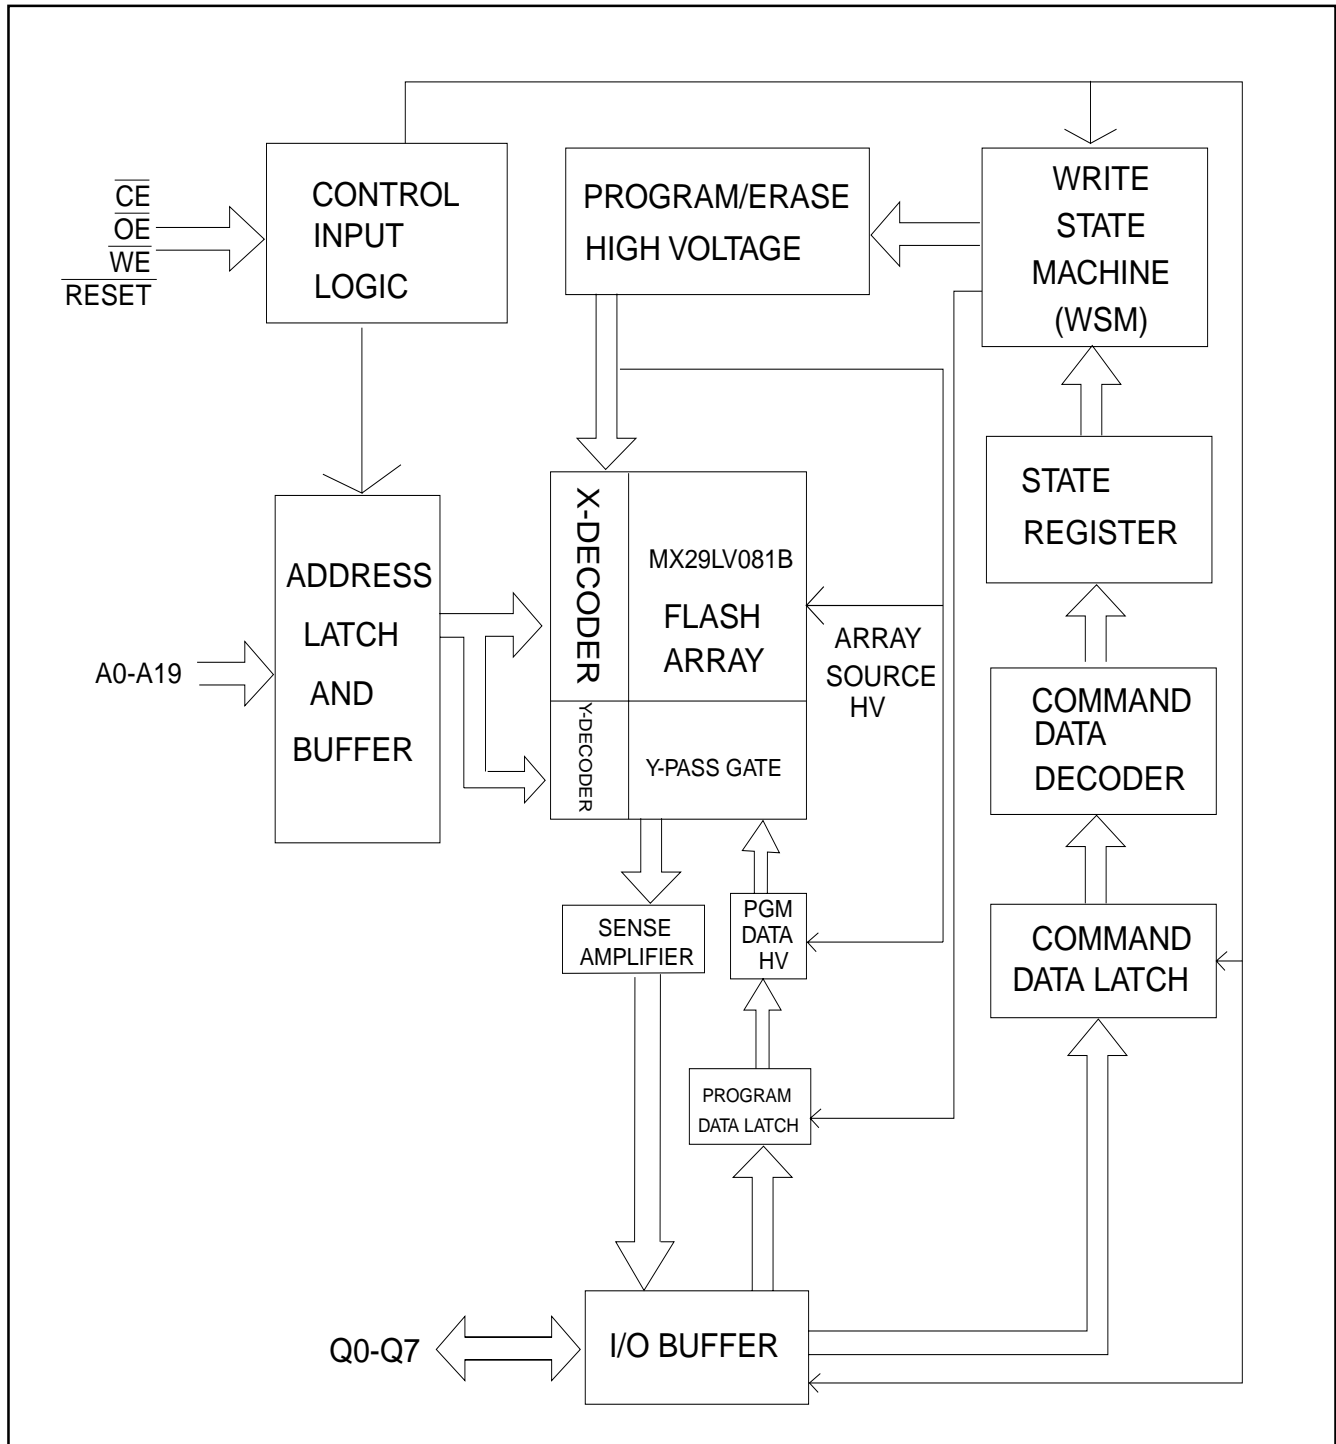 CE
OE
WE
RESET
CONTROL
INPUT
LOGIC
PROGRAM/ERASE
HIGH VOLTAGE
WRITE
STATE
MACHINE
(WSM)
STATE
REGISTER
A0-A19
ADDRESS
LATCH
AND
BUFFER
X-DECODER
MX29LV081B
FLASH
ARRAY
ARRAY
SOURCE
HV
Y-DECODER
Y-PASS GATE
COMMAND
DATA
DECODER
SENSE
AMPLIFIER
PGM
DATA
HV
COMMAND
DATA LATCH
PROGRAM
DATA LATCH
Q0-Q7
I/O BUFFER